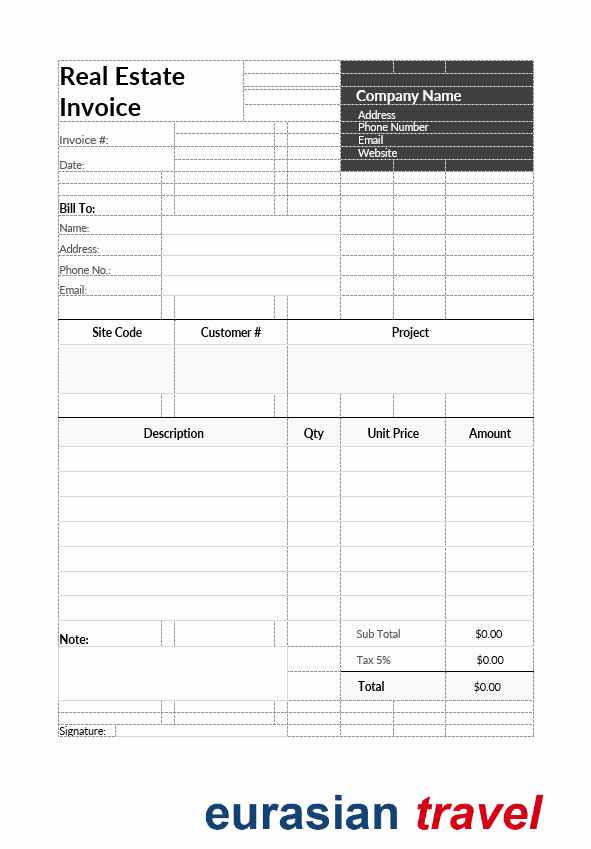 Real Estate
Invoice
Company Name
Address
Phone Number
Email
Website
Invoice #:
Date:
Bill To:
Name:
Address:
Phone No.:
Email:
Site Code Customer # Project
Description Qty Unit Price Amount
Sub Total $0.00
Note:
Tax 5% $0.00
Total $0.00
Signature:
eurasian travel